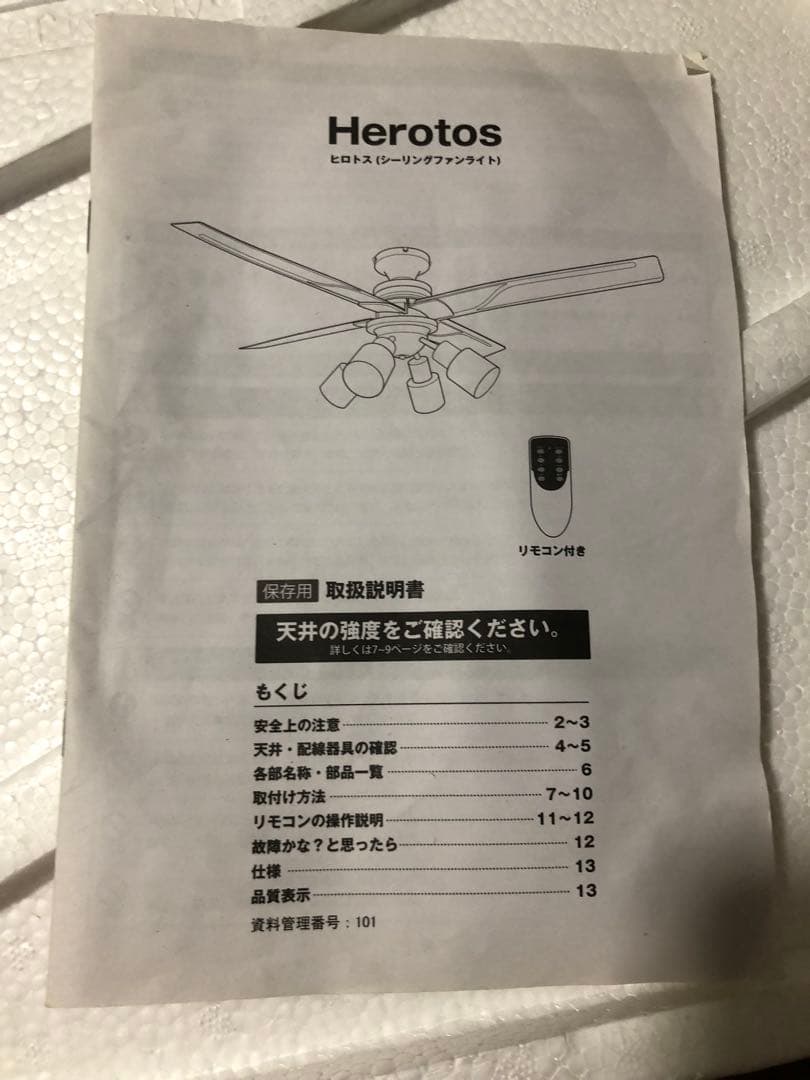 Herotos
ヒロトス(シーリングファンライト)
リモコン付き
保存用 取扱説明書
天井の強度をご確認ください。
詳しくは7~9ページをご確認ください。
もくじ
安全上の注意 2〜3
天井・配線器具の確認 4〜5
各部名称・部品一覧 6
取付け方法 7〜10
リモコンの操作説明 11〜12
故障かな？と思ったら 12
仕様 13
品質表示 13
資料管理番号：101